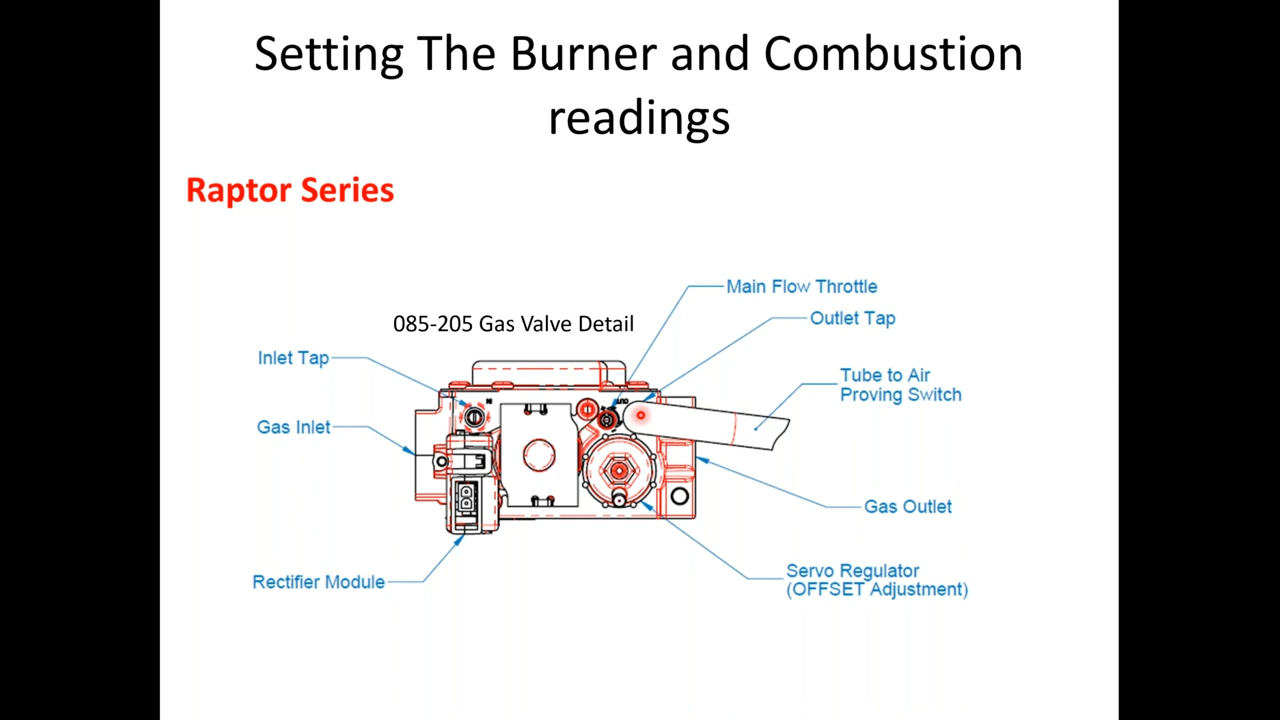 Setting The Burner and Combustion
readings
Raptor Series
Main Flow Throttle
085-205 Gas Valve Detail
Outlet Tap
Inlet Tap
Tube to Air
Proving Switch
Gas Inlet
Gas Outlet
Rectifier Module
Servo Regulator
(OFFSET Adjustment)